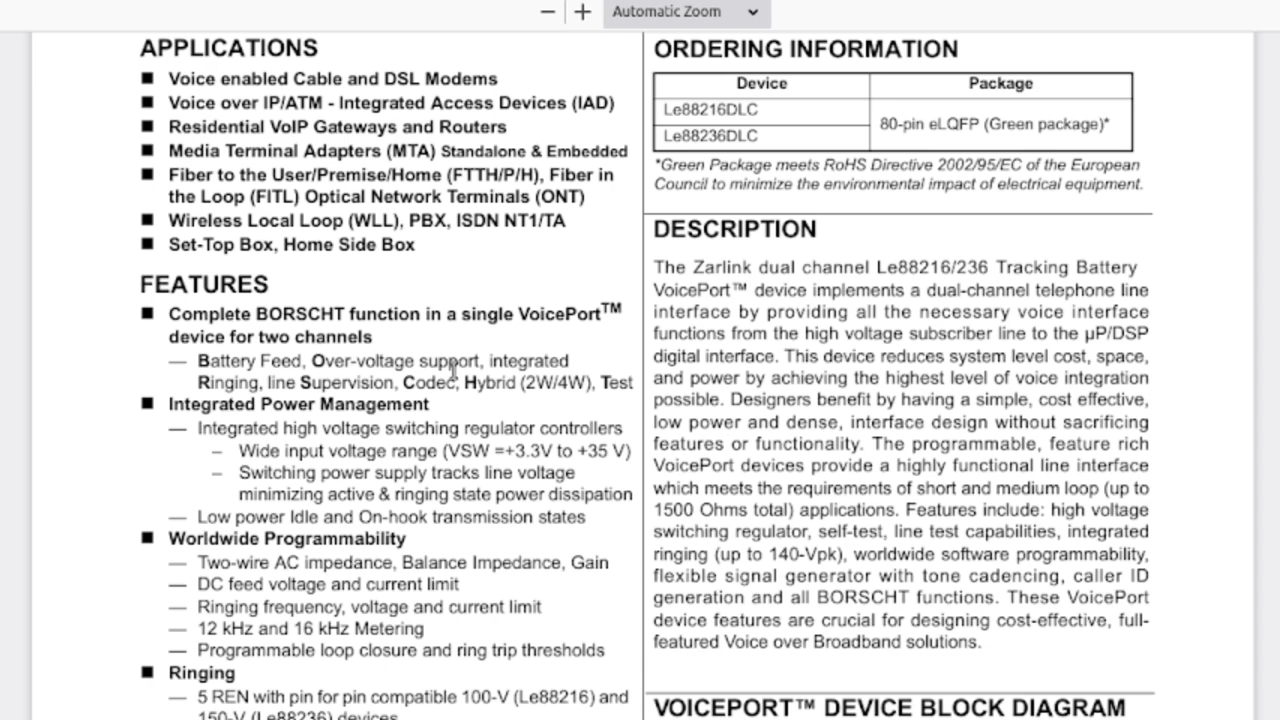 Automatic Zoom
APPLICATIONS
Voice enabled Cable and DSL Modems
Voice over IP/ATM - Integrated Access Devices (IAD)
Residential VoIP Gateways and Routers
Media Terminal Adapters (MTA) Standalone & Embedded
Fiber to the User/Premise/Home (FTTH/P/H), Fiber in
the Loop (FITL) Optical Network Terminals (ONT)
Wireless Local Loop (WLL), PBX, ISDN NT1/TA
Set-Top Box, Home Side Box
FEATURES
Complete BORSCHT function in a single VoicePort™
device for two channels
— Battery Feed, Over-voltage support, integrated
Ringing, line Supervision, Codec, Hybrid (2W/4W), Test
Integrated Power Management
— Integrated high voltage switching regulator controllers
– Wide input voltage range (VSW =+3.3V to +35 V)
– Switching power supply tracks line voltage
minimizing active & ringing state power dissipation
— Low power Idle and On-hook transmission states
Worldwide Programmability
— Two-wire AC impedance, Balance Impedance, Gain
— DC feed voltage and current limit
— Ringing frequency, voltage and current limit
— 12 kHz and 16 kHz Metering
— Programmable loop closure and ring trip thresholds
Ringing
— 5 REN with pin for pin compatible 100-V (Le88216) and
150-V (Le88236) devices
ORDERING INFORMATION
Device Package
Le88216DLC
80-pin eLQFP (Green package)*
Le88236DLC
*Green Package meets RoHS Directive 2002/95/EC of the European
Council to minimize the environmental impact of electrical equipment.
DESCRIPTION
The Zarlink dual channel Le88216/236 Tracking Battery
VoicePort™ device implements a dual-channel telephone line
interface by providing all the necessary voice interface
functions from the high voltage subscriber line to the µP/DSP
digital interface. This device reduces system level cost, space,
and power by achieving the highest level of voice integration
possible. Designers benefit by having a simple, cost effective,
low power and dense, interface design without sacrificing
features or functionality. The programmable, feature rich
VoicePort devices provide a highly functional line interface
which meets the requirements of short and medium loop (up to
1500 Ohms total) applications. Features include: high voltage
switching regulator, self-test, line test capabilities, integrated
ringing (up to 140-Vpk), worldwide software programmability,
flexible signal generator with tone cadencing, caller ID
generation and all BORSCHT functions. These VoicePort
device features are crucial for designing cost-effective, full-
featured Voice over Broadband solutions.
VOICEPORT™ DEVICE BLOCK DIAGRAM